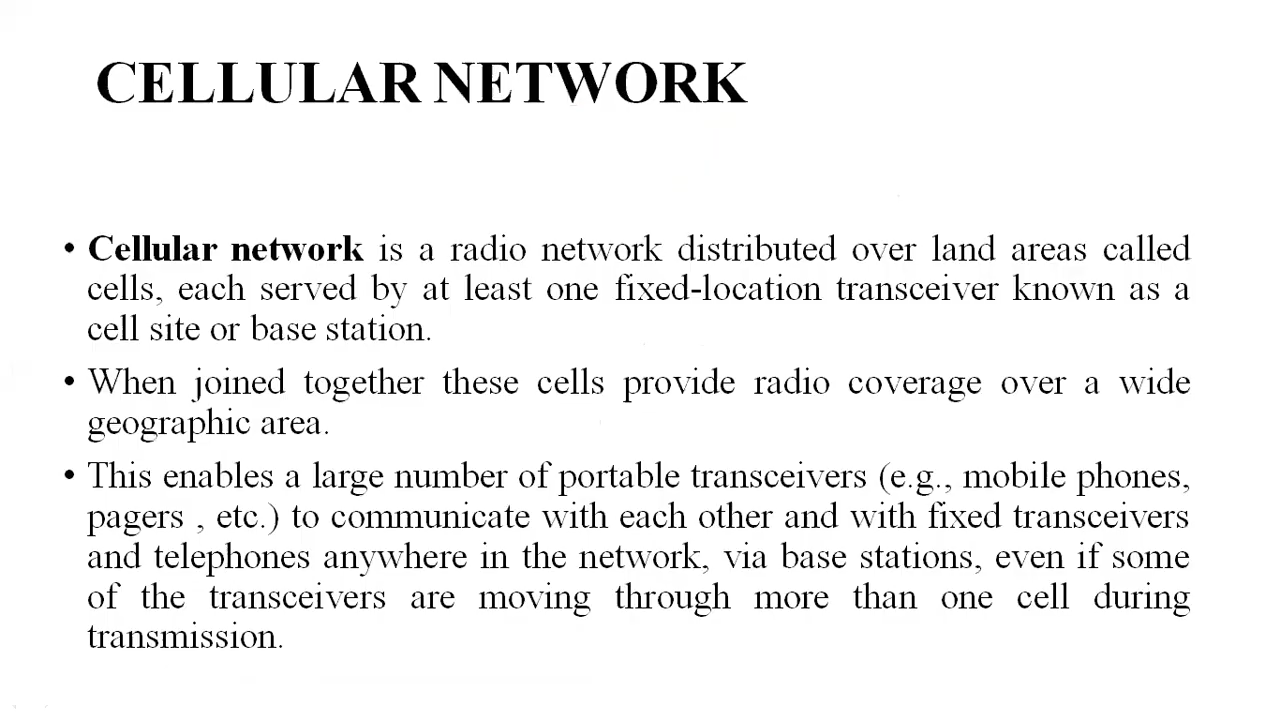 CELLULAR NETWORK
• Cellular network is a radio network distributed over land areas called
cells, each served by at least one fixed-location transceiver known as a
cell site or base station.
• When joined together these cells provide radio coverage over a wide
geographic area.
• This enables a large number of portable transceivers (e.g., mobile phones,
pagers , etc.) to communicate with each other and with fixed transceivers
and telephones anywhere in the network, via base stations, even if some
of the transceivers are moving through more than one cell during
transmission.